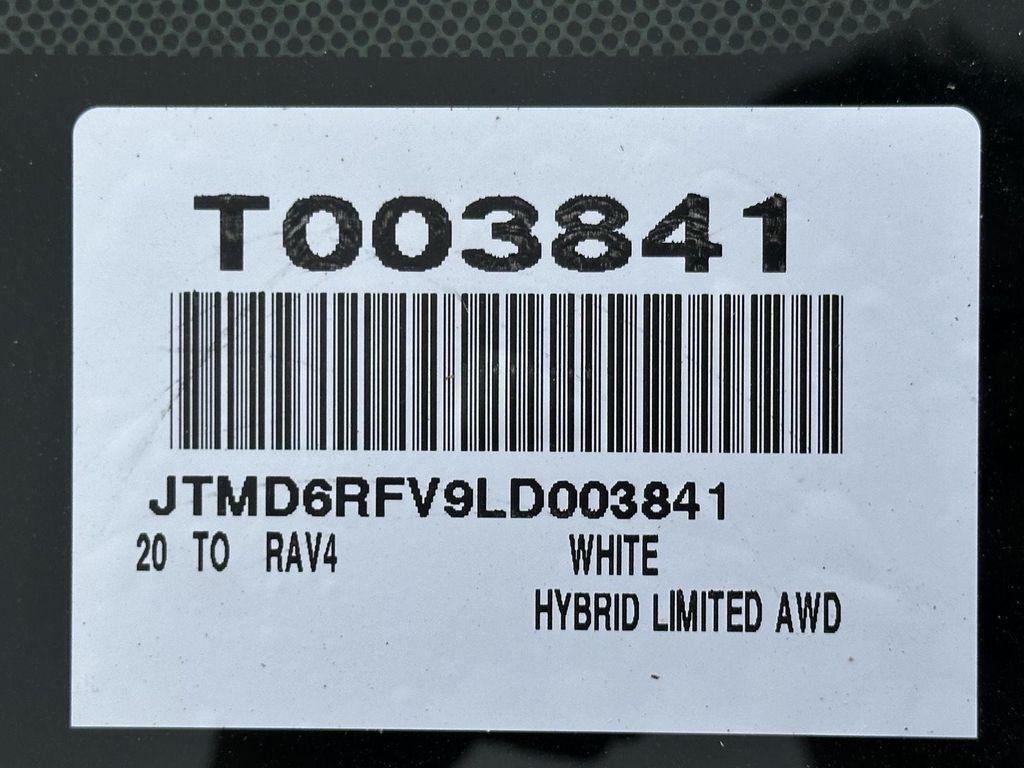 T003841
JTMD6RFV9LD003841
20 TO RAV4 WHITE
HYBRID LIMITED AWD